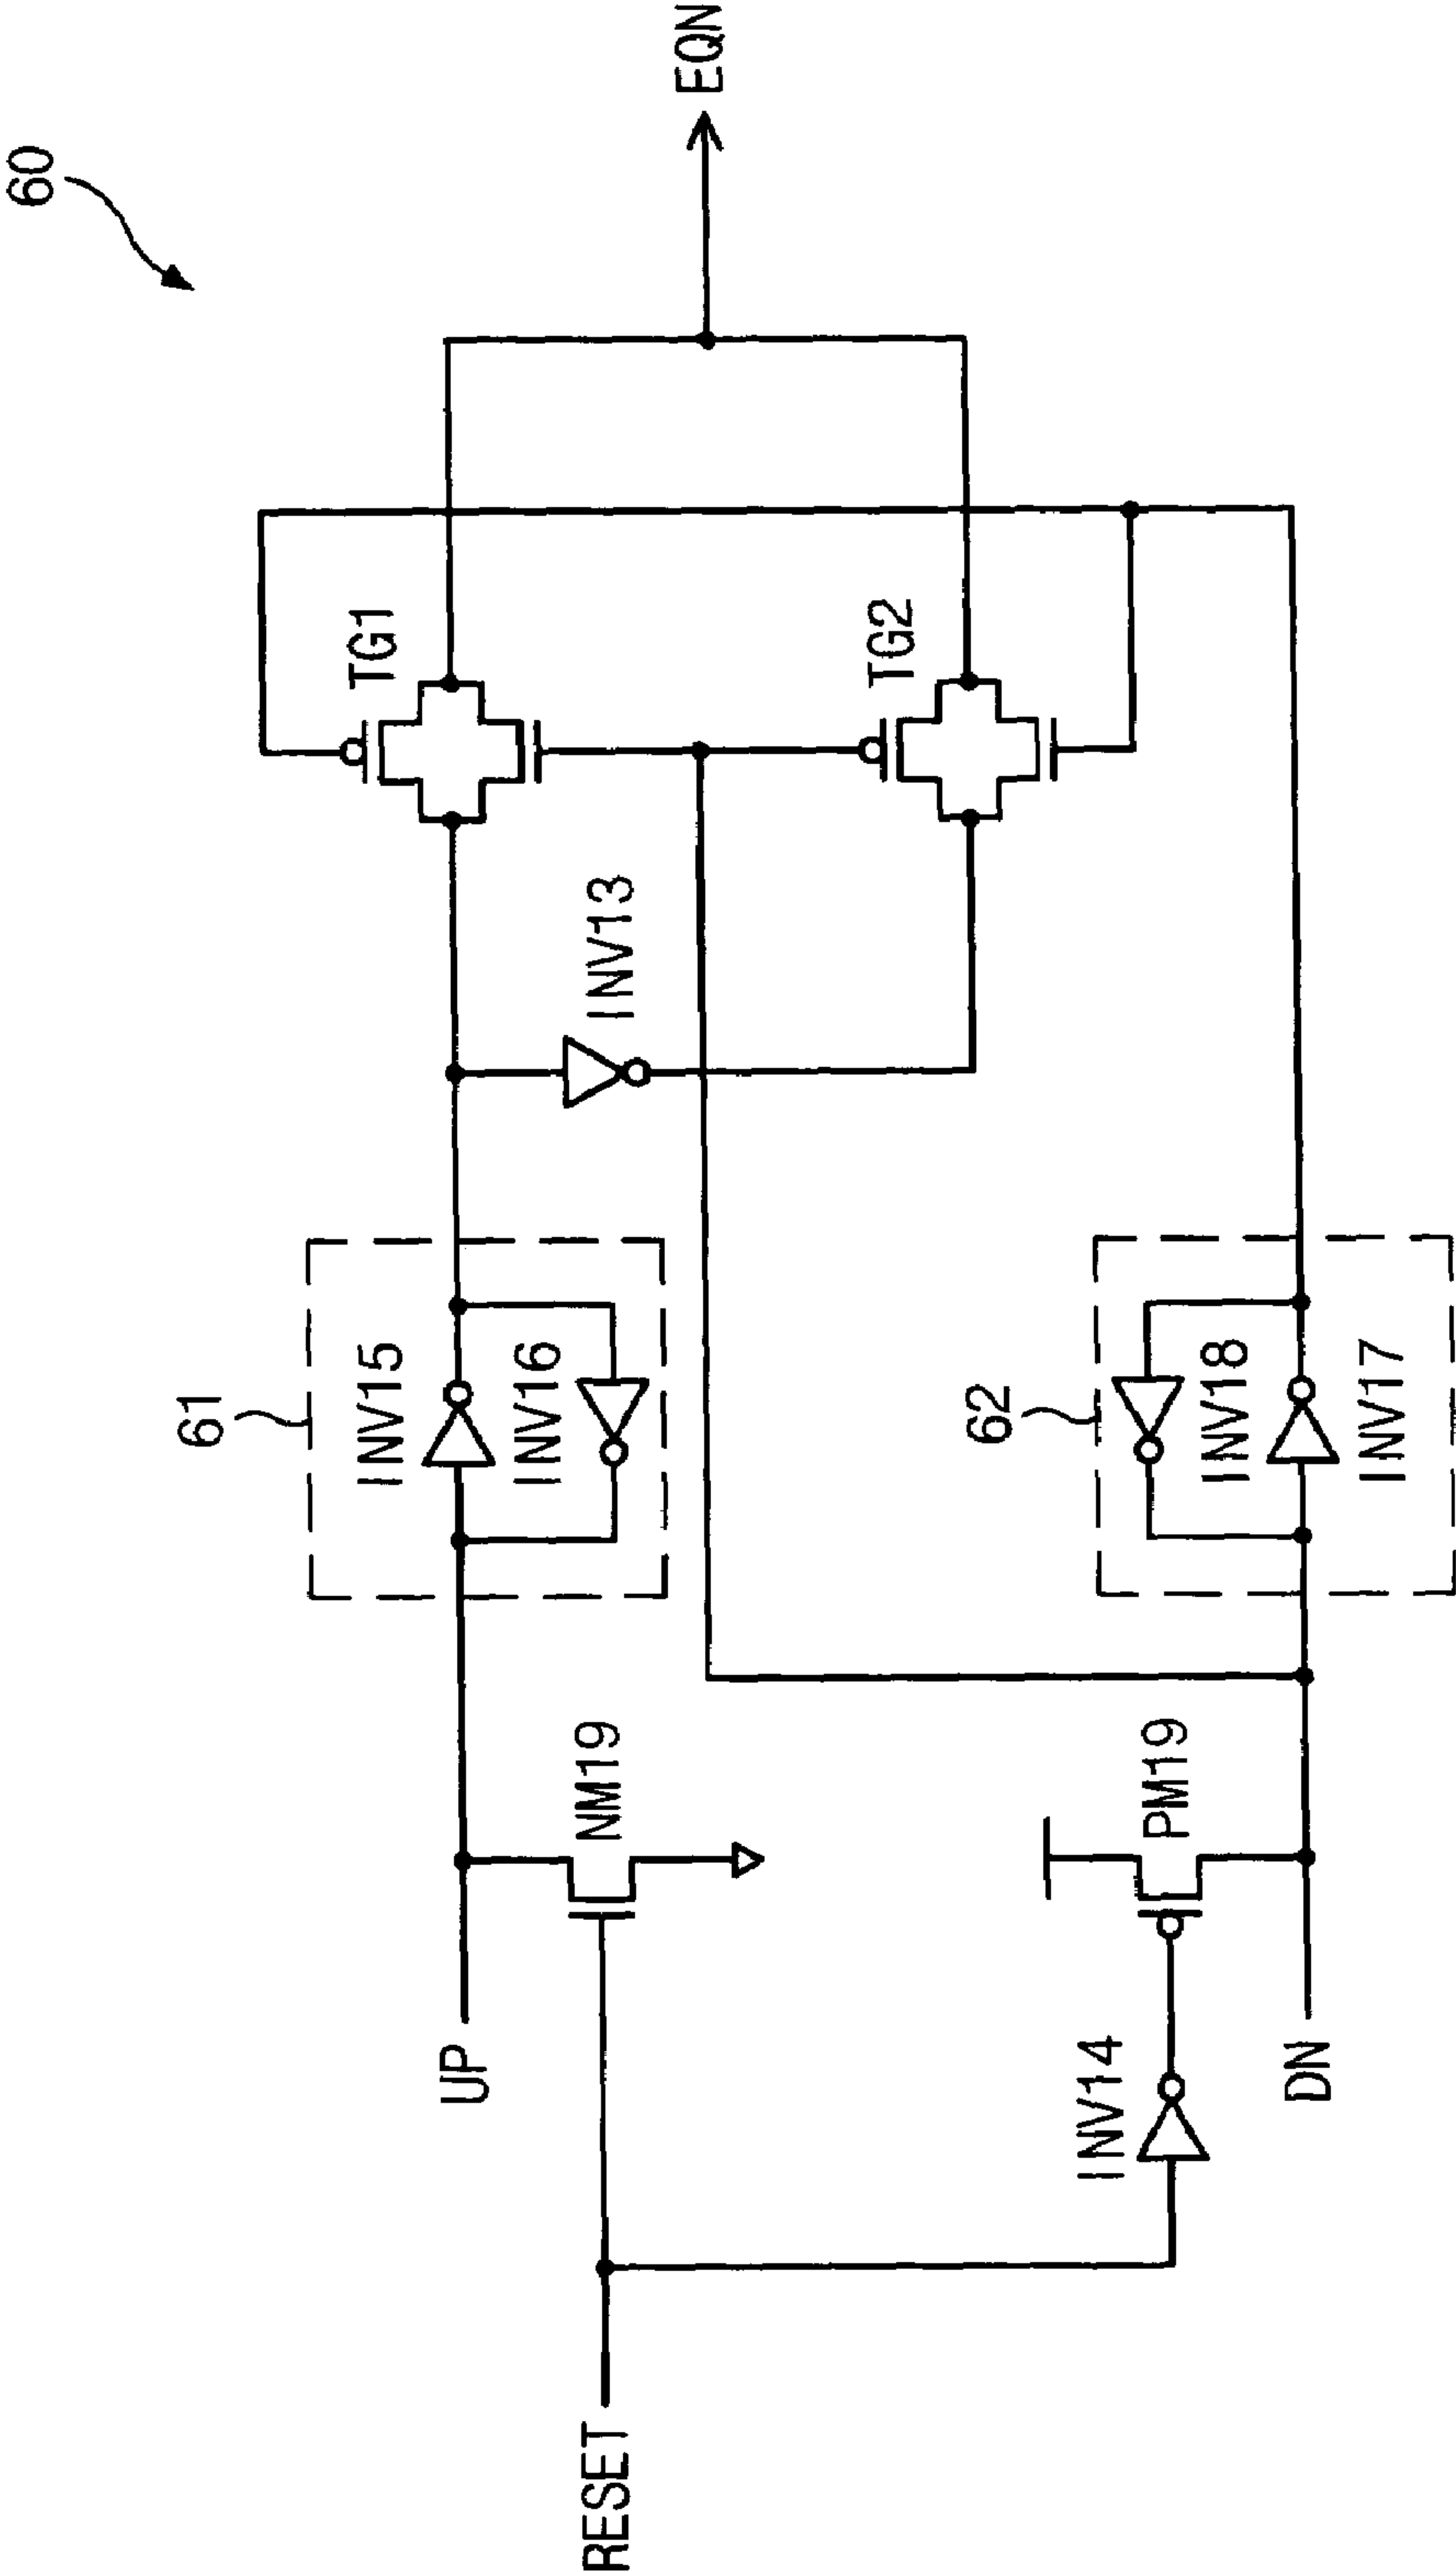 60
EQN
TG1
TG2
INV13
61
INV15
INV16
62
INV18
INV17
UP
NM19
PM19
INV14
DN
RESET